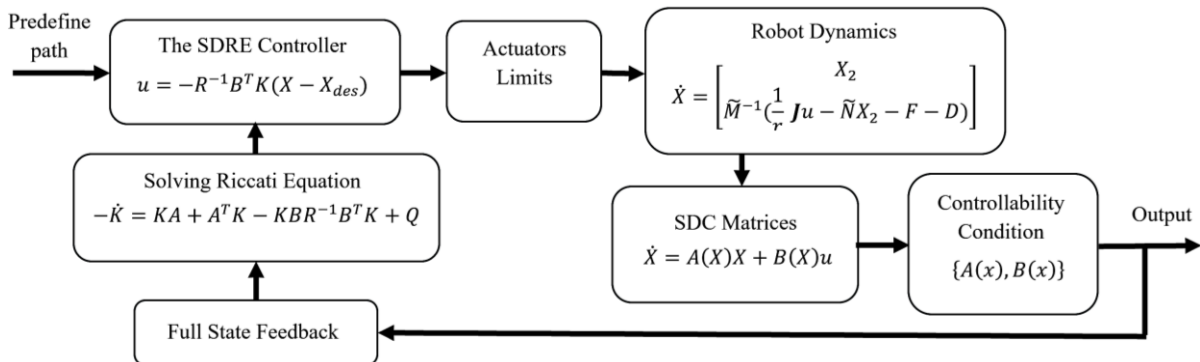 Predefine
path
The SDRE Controller
u = −R⁻¹BᵀK(X − X_des)
Actuators
Limits
Robot Dynamics
Ẋ = [X₂; M̃⁻¹(1/r Ju − ÑX₂ − F − D)]
Solving Riccati Equation
−K̇ = KA + AᵀK − KBR⁻¹BᵀK + Q
SDC Matrices
Ẋ = A(X)X + B(X)u
Controllability
Condition
{A(x), B(x)}
Output
Full State Feedback